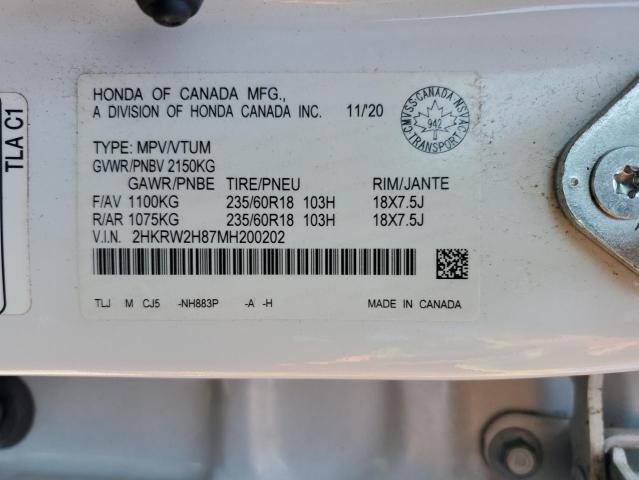 HONDA OF CANADA MFG.,
A DIVISION OF HONDA CANADA INC. 11/'20
CMVSS·CANADA·NSVAC
942
TRANSPORT
TYPE: MPV/VTUM
GVWR/PNBV 2150KG
GAWR/PNBE TIRE/PNEU RIM/JANTE
F/AV 1100KG 235/60R18 103H 18X7.5J
R/AR 1075KG 235/60R18 103H 18X7.5J
V.I.N. 2HKRW2H87MH200202
TLJ M CJ5 -NH883P -A -H MADE IN CANADA
TLA C1